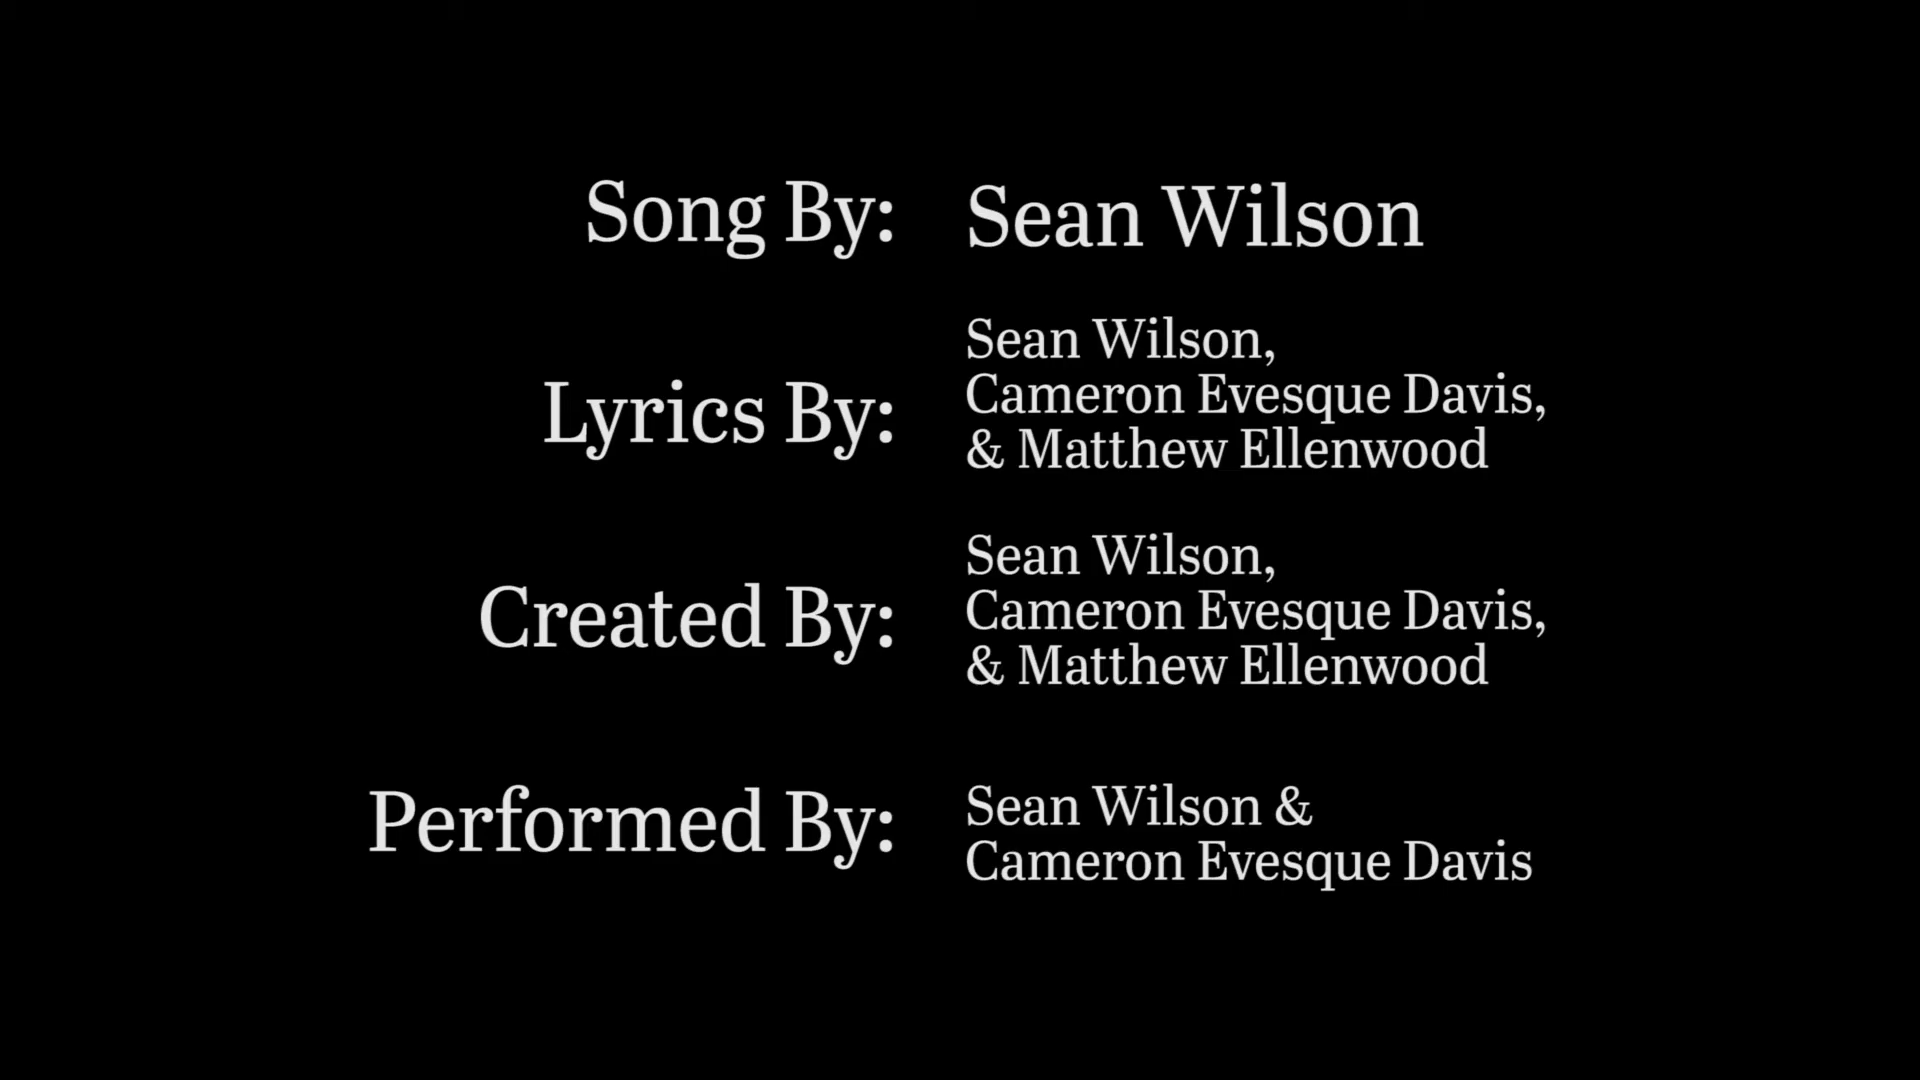 Song By: Sean Wilson
Lyrics By: Sean Wilson,
Cameron Evesque Davis,
& Matthew Ellenwood
Created By: Sean Wilson,
Cameron Evesque Davis,
& Matthew Ellenwood
Performed By: Sean Wilson &
Cameron Evesque Davis